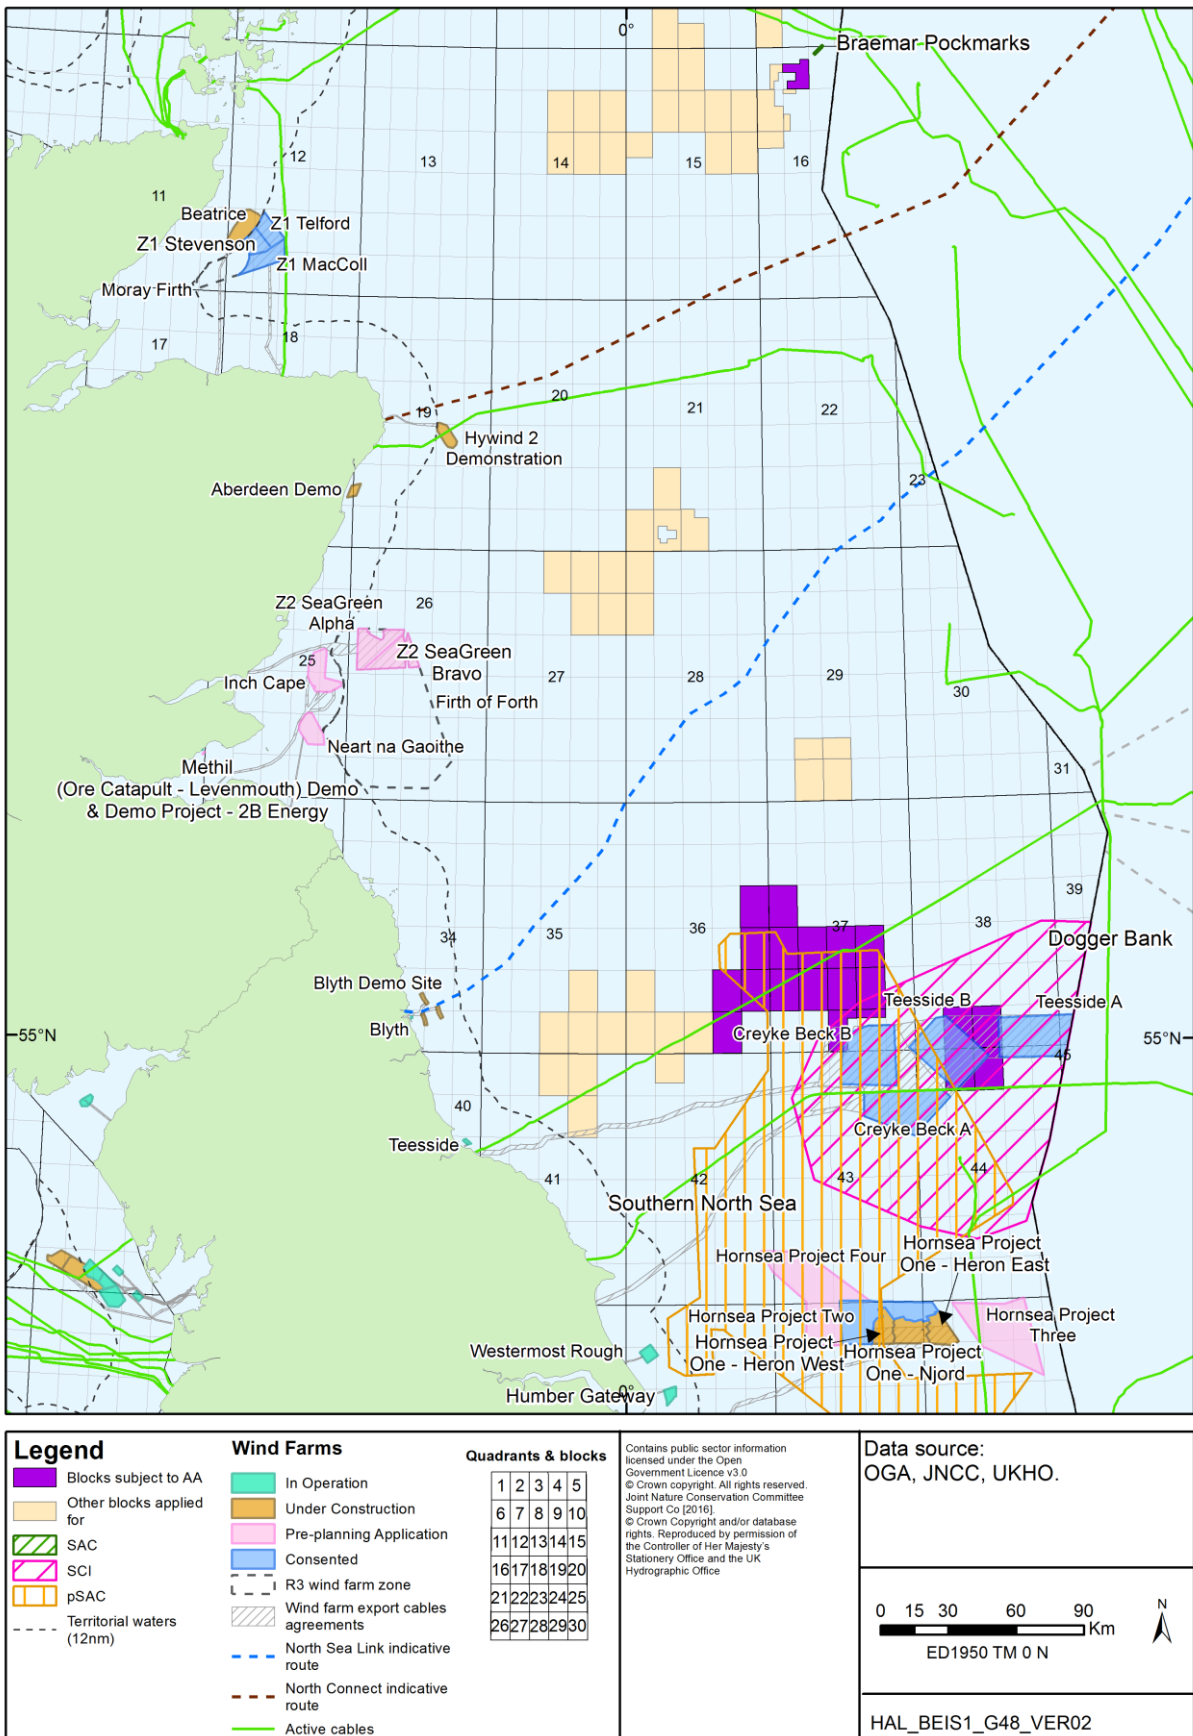 0°
Braemar Pockmarks
12
13
14
15
16
11
Beatrice
Z1 Telford
Z1 Stevenson
Z1 MacColl
Moray Firth
17
18
19
20
21
22
Hywind 2
Demonstration
23
Aberdeen Demo
Z2 SeaGreen
Alpha
26
25
Z2 SeaGreen
Bravo
27
28
29
30
Inch Cape
Firth of Forth
Neart na Gaoithe
31
Methil
(Ore Catapult - Levenmouth) Demo
& Demo Project - 2B Energy
39
34
35
36
37
38
Dogger Bank
Blyth Demo Site
Teesside B
Teesside A
Blyth
55°N
Creyke Beck B
55°N
45
40
Creyke Beck A
Teesside
41
42
43
44
Southern North Sea
Hornsea Project Four
Hornsea Project
One - Heron East
Hornsea Project Two
Hornsea Project
Three
Westermost Rough
Hornsea Project
One - Heron West
Hornsea Project
One - Njord
Humber Gateway
0°
Legend
Blocks subject to AA
Other blocks applied
for
SAC
SCI
pSAC
Territorial waters
(12nm)
Wind Farms
In Operation
Under Construction
Pre-planning Application
Consented
R3 wind farm zone
Wind farm export cables
agreements
North Sea Link indicative
route
North Connect indicative
route
Active cables
Quadrants & blocks
1 2 3 4 5
6 7 8 9 10
11 12 13 14 15
16 17 18 19 20
21 22 23 24 25
26 27 28 29 30
Contains public sector information
licensed under the Open
Government Licence v3.0
© Crown copyright. All rights reserved.
Joint Nature Conservation Committee
Support Co [2016].
© Crown Copyright and/or database
rights. Reproduced by permission of
the Controller of Her Majesty's
Stationery Office and the UK
Hydrographic Office
Data source:
OGA, JNCC, UKHO.
0 15 30 60 90
Km
N
ED1950 TM 0 N
HAL_BEIS1_G48_VER02